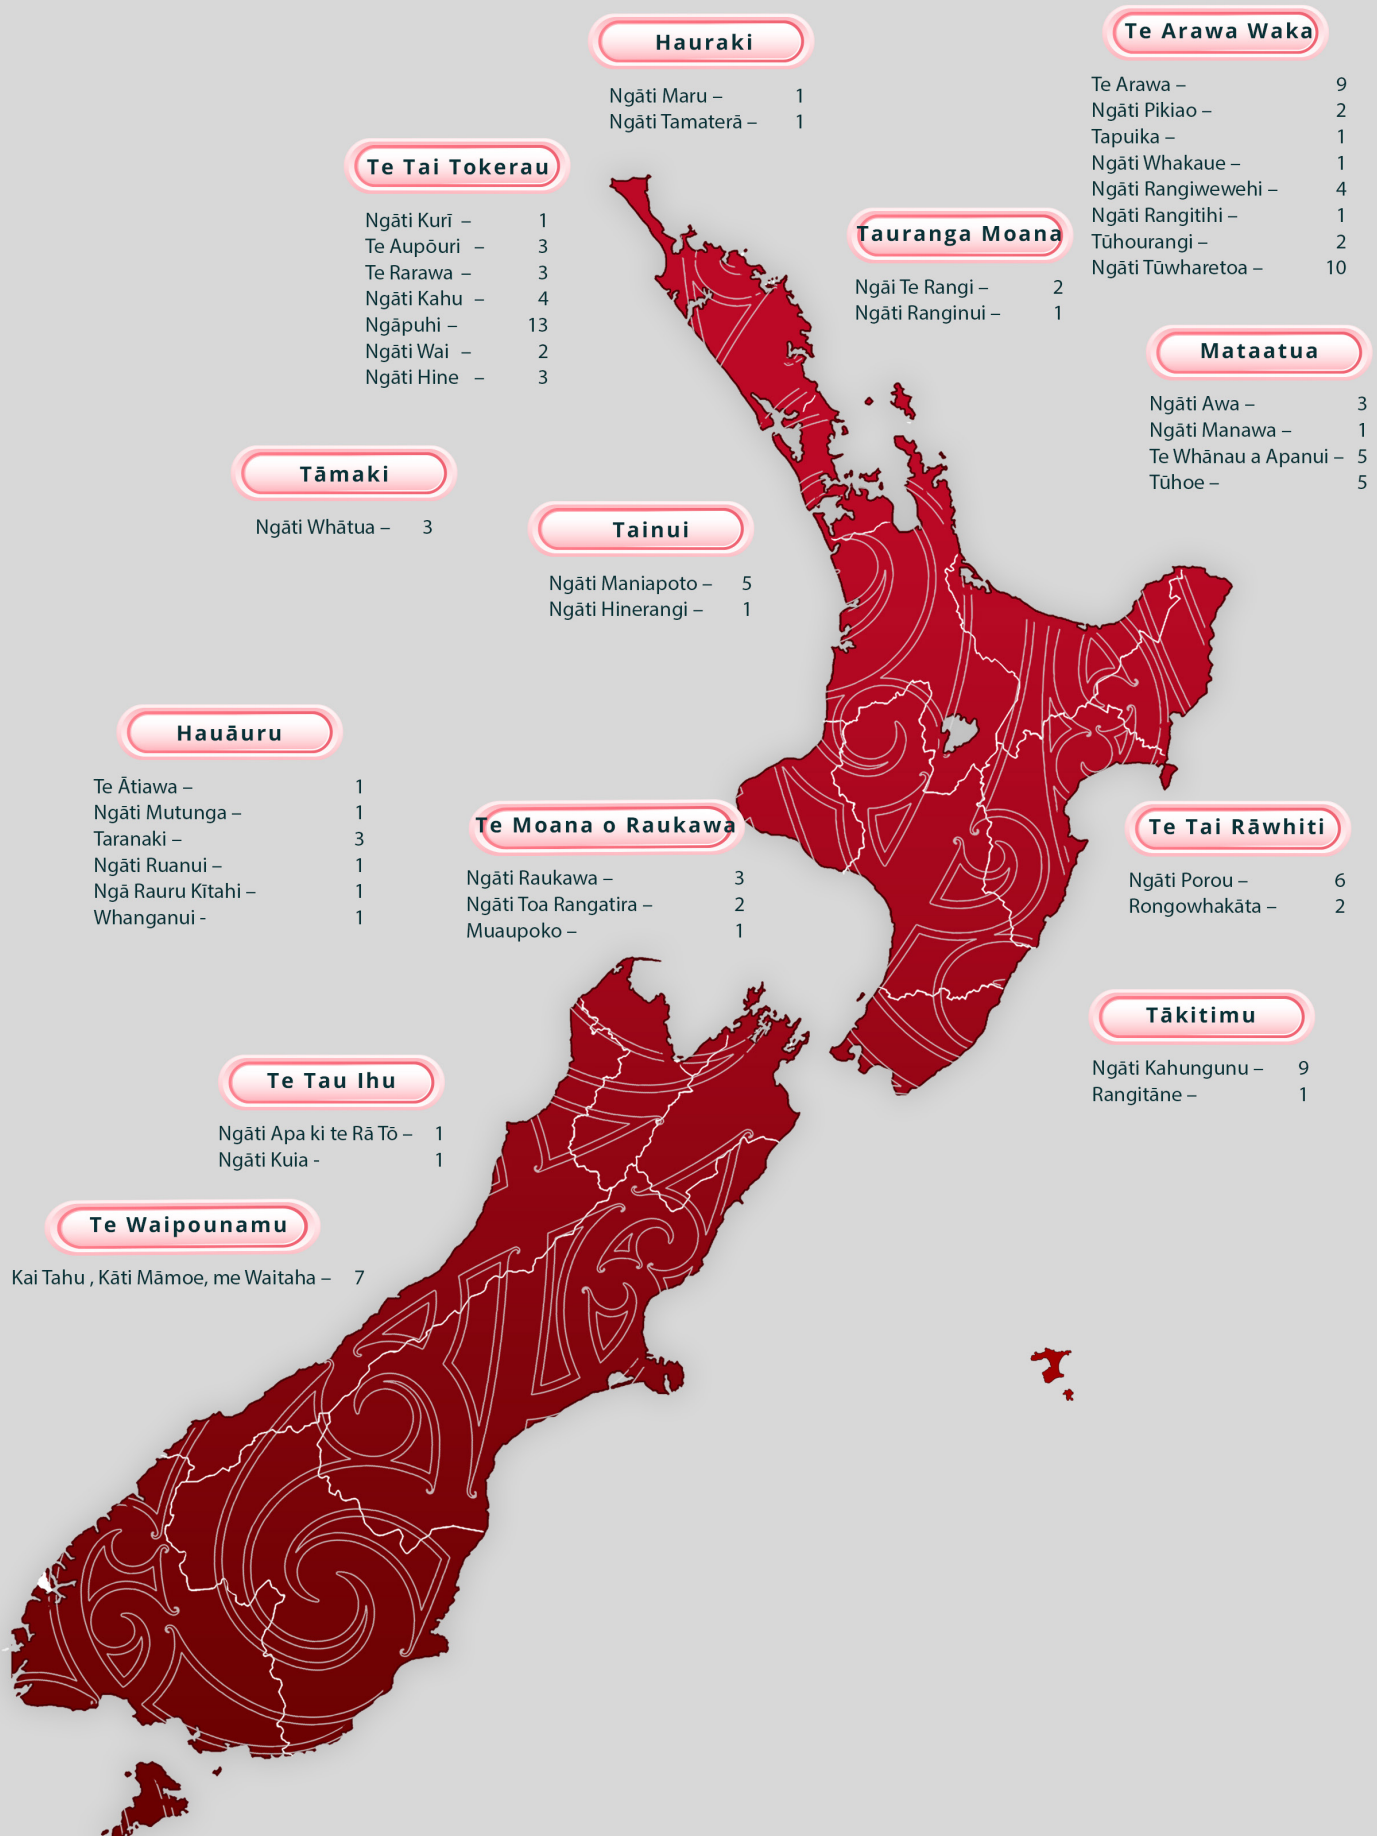 Hauraki
Ngāti Maru – 1
Ngāti Tamaterā – 1
Te Arawa Waka
Te Arawa – 9
Ngāti Pikiao – 2
Tapuika – 1
Ngāti Whakaue – 1
Ngāti Rangiwewehi – 4
Ngāti Rangitihi – 1
Tūhourangi – 2
Ngāti Tūwharetoa – 10
Te Tai Tokerau
Ngāti Kurī – 1
Te Aupōuri – 3
Te Rarawa – 3
Ngāti Kahu – 4
Ngāpuhi – 13
Ngāti Wai – 2
Ngāti Hine – 3
Tauranga Moana
Ngāi Te Rangi – 2
Ngāti Ranginui – 1
Mataatua
Ngāti Awa – 3
Ngāti Manawa – 1
Te Whānau a Apanui – 5
Tūhoe – 5
Tāmaki
Ngāti Whātua – 3
Tainui
Ngāti Maniapoto – 5
Ngāti Hinerangi – 1
Hauāuru
Te Ātiawa – 1
Ngāti Mutunga – 1
Taranaki – 3
Ngāti Ruanui – 1
Ngā Rauru Kītahi – 1
Whanganui - 1
Te Moana o Raukawa
Ngāti Raukawa – 3
Ngāti Toa Rangatira – 2
Muaupoko – 1
Te Tai Rāwhiti
Ngāti Porou – 6
Rongowhakāta – 2
Tākitimu
Ngāti Kahungunu – 9
Rangitāne – 1
Te Tau Ihu
Ngāti Apa ki te Rā Tō – 1
Ngāti Kuia - 1
Te Waipounamu
Kai Tahu , Kāti Māmoe, me Waitaha – 7